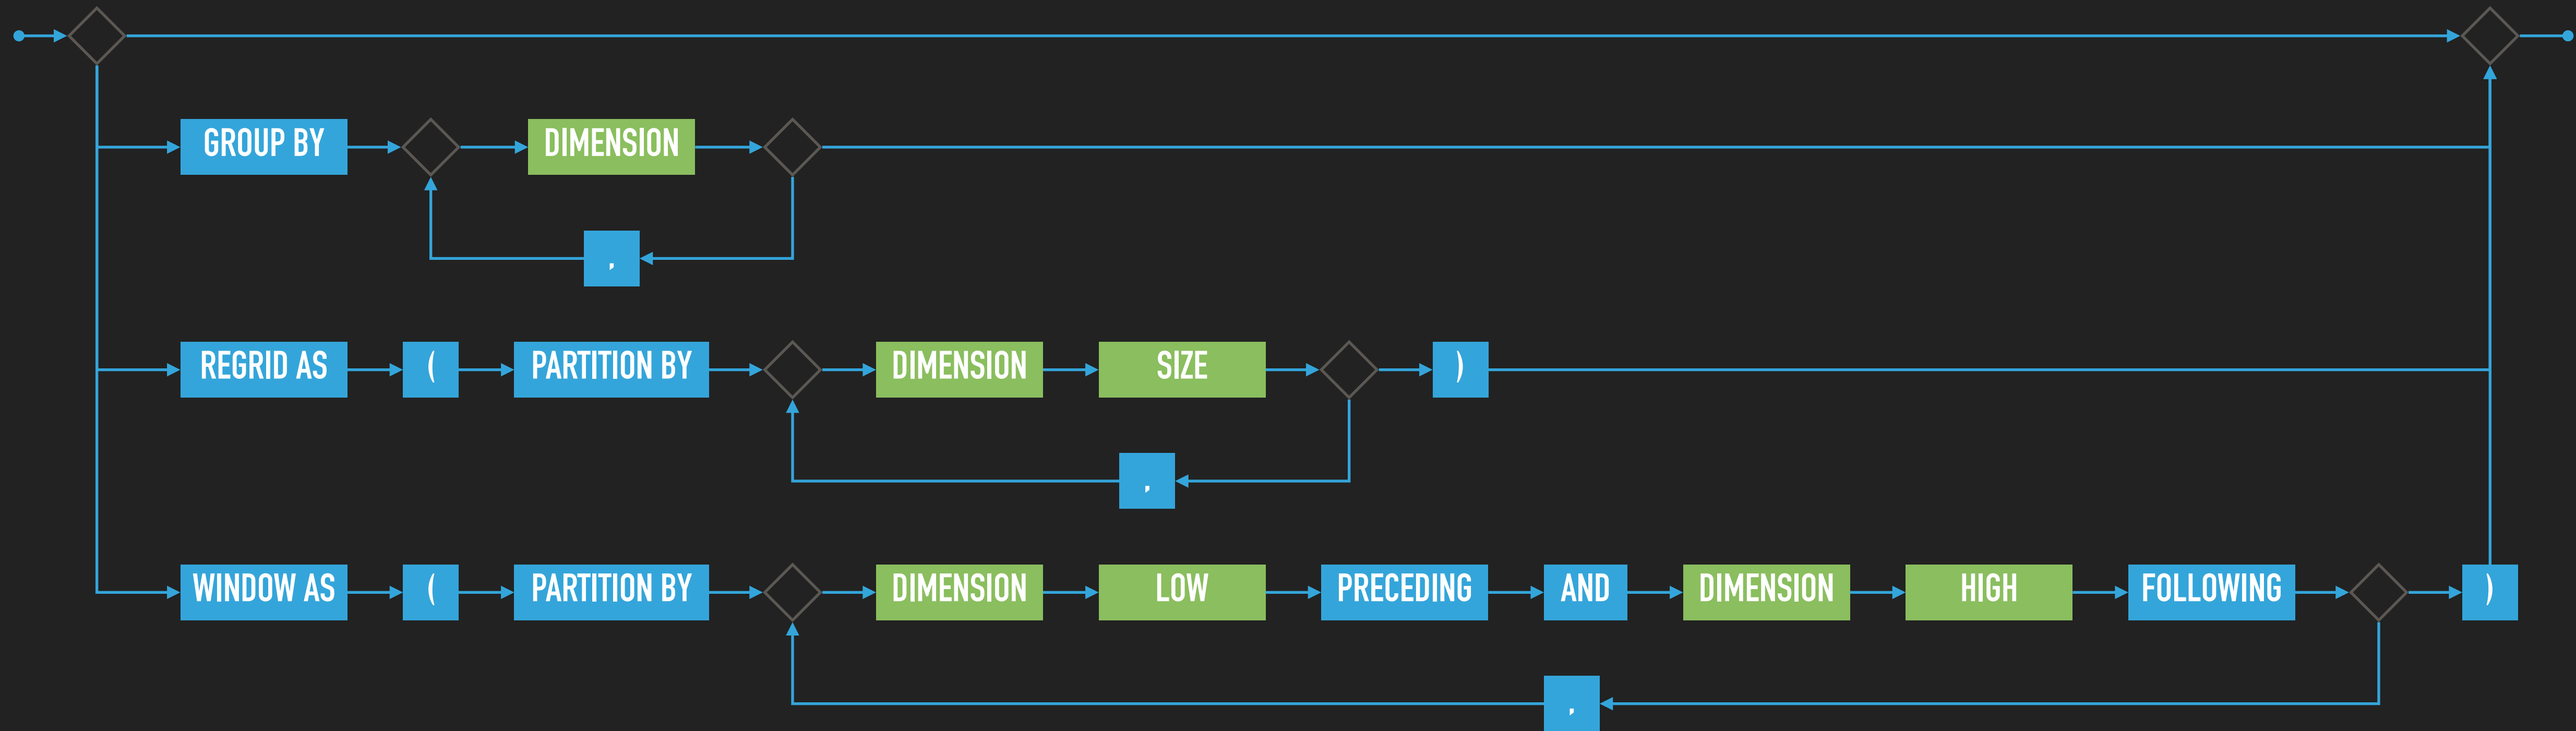 GROUP BY DIMENSION
,
REGRID AS ( PARTITION BY DIMENSION SIZE )
,
WINDOW AS ( PARTITION BY DIMENSION LOW PRECEDING AND DIMENSION HIGH FOLLOWING )
,